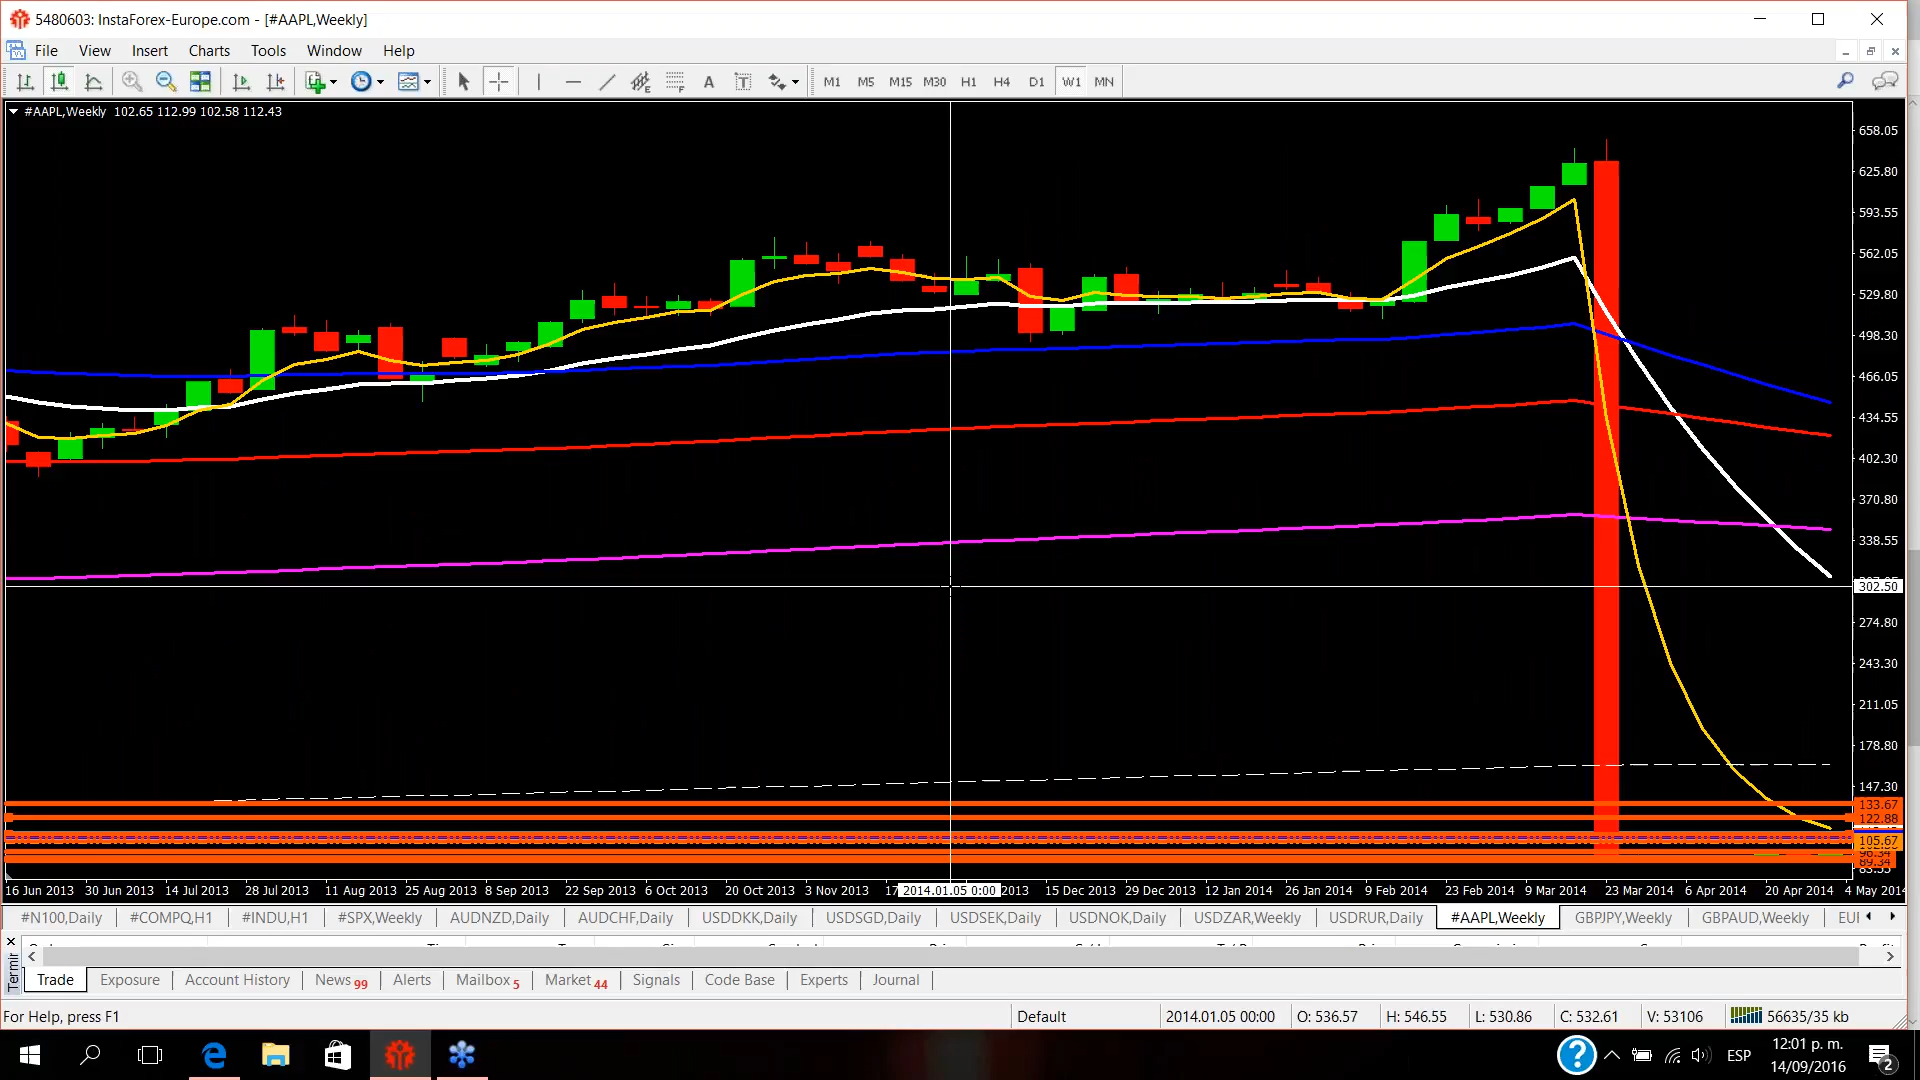 5480603: InstaForex-Europe.com - [#AAPL,Weekly]
File View Insert Charts Tools Window Help
M1 M5 M15 M30 H1 H4 D1 W1 MN
#AAPL,Weekly 102.65 112.99 102.58 112.43
658.05
625.80
593.55
562.05
529.80
498.30
466.05
434.55
402.30
370.80
338.55
302.50
274.80
243.30
211.05
178.80
147.30
133.67
122.88
105.67
89.34
83.55
16 Jun 2013 30 Jun 2013 14 Jul 2013 28 Jul 2013 11 Aug 2013 25 Aug 2013 8 Sep 2013 22 Sep 2013 6 Oct 2013 20 Oct 2013 3 Nov 2013 17 2014.01.05 0:00 2013 15 Dec 2013 29 Dec 2013 12 Jan 2014 26 Jan 2014 9 Feb 2014 23 Feb 2014 9 Mar 2014 23 Mar 2014 6 Apr 2014 20 Apr 2014 4 May 2014
#N100,Daily #COMPQ,H1 #INDU,H1 #SPX,Weekly AUDNZD,Daily AUDCHF,Daily USDDKK,Daily USDSGD,Daily USDSEK,Daily USDNOK,Daily USDZAR,Weekly USDRUR,Daily #AAPL,Weekly GBPJPY,Weekly GBPAUD,Weekly
Termir
Trade Exposure Account History News 99 Alerts Mailbox 5 Market 44 Signals Code Base Experts Journal
For Help, press F1 Default 2014.01.05 00:00 O: 536.57 H: 546.55 L: 530.86 C: 532.61 V: 53106 56635/35 kb
ESP
12:01 p. m.
14/09/2016
2